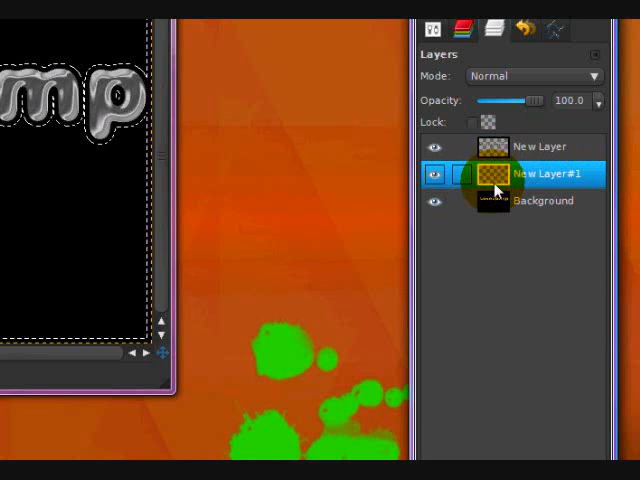 mp
Layers
Mode: Normal
Opacity: 100.0
Lock:
New Layer
New Layer#1
Background